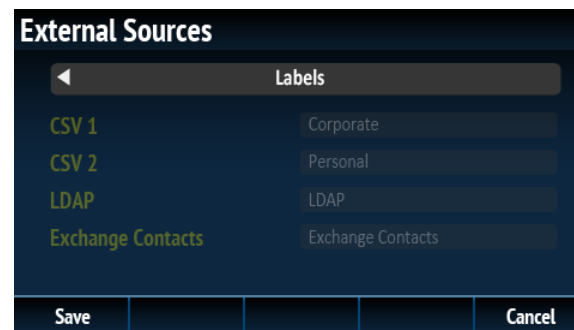 External Sources
Labels
CSV 1 Corporate
CSV 2 Personal
LDAP LDAP
Exchange Contacts Exchange Contacts
Save Cancel